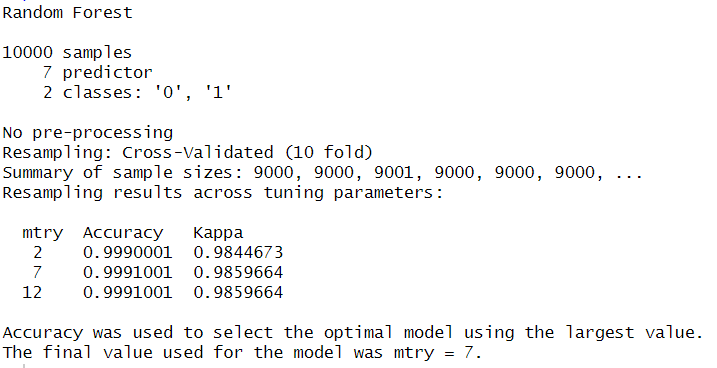 Random Forest
10000 samples
7 predictor
2 classes: '0', '1'
No pre-processing
Resampling: Cross-Validated (10 fold)
Summary of sample sizes: 9000, 9000, 9001, 9000, 9000, 9000, ...
Resampling results across tuning parameters:
mtry Accuracy Kappa
2 0.9990001 0.9844673
7 0.9991001 0.9859664
12 0.9991001 0.9859664
Accuracy was used to select the optimal model using the largest value.
The final value used for the model was mtry = 7.